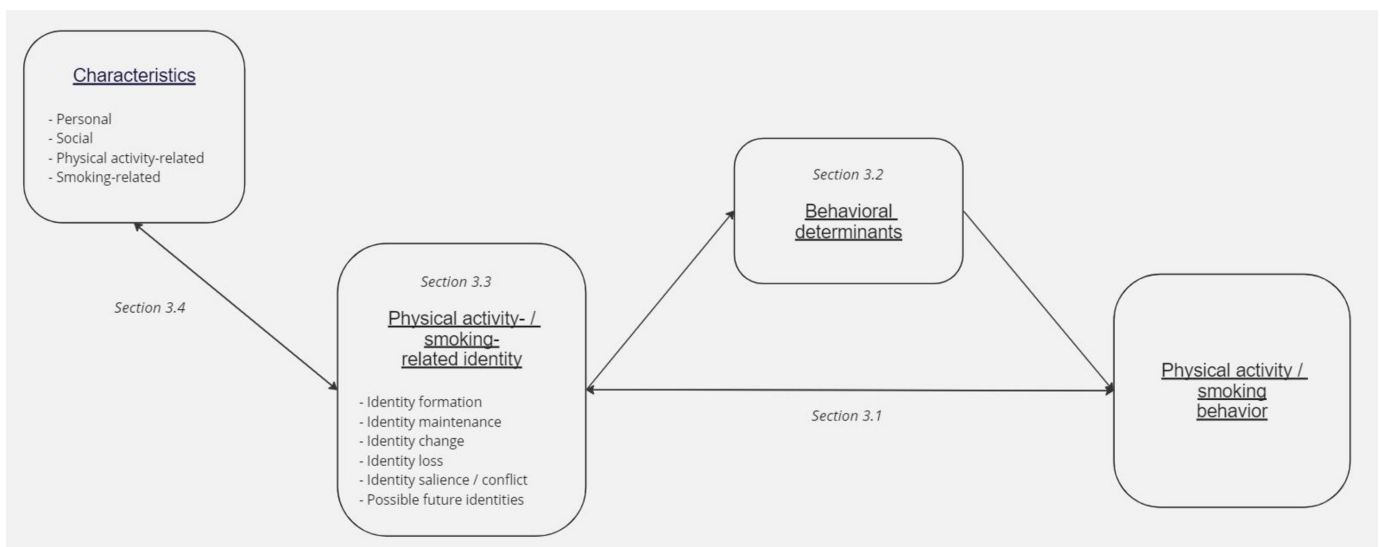 Characteristics
- Personal
- Social
- Physical activity-related
- Smoking-related
Section 3.4
Section 3.3
Physical activity- /
smoking-
related identity
- Identity formation
- Identity maintenance
- Identity change
- Identity loss
- Identity salience / conflict
- Possible future identities
Section 3.2
Behavioral
determinants
Section 3.1
Physical activity /
smoking
behavior